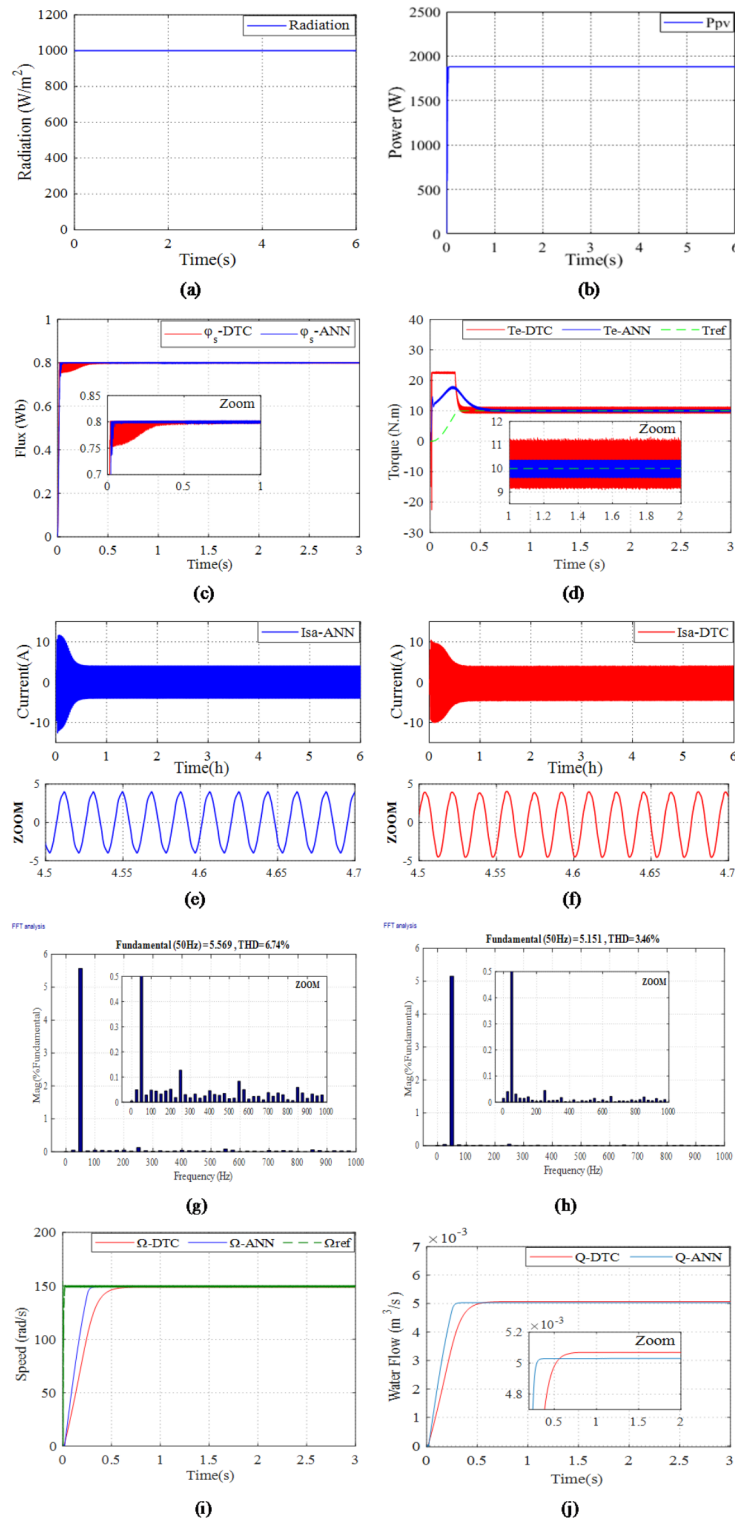 Radiation
1200
1000
800
600
400
200
0
Radiation (W/m²)
0 2 4 6
Time(s)
(a)
Ppv
2500
2000
1500
1000
500
0
Power (W)
0 1 2 3 4 5 6
Time(s)
(b)
φs-DTC φs-ANN
1
0.8
0.6
0.4
0.2
0
Flux (Wb)
Zoom
0.85
0.8
0.75
0.7
0 0.5 1
0 0.5 1 1.5 2 2.5 3
Time(s)
(c)
Te-DTC Te-ANN Tref
40
30
20
10
0
-10
-20
-30
Torque (N.m)
Zoom
12
11
10
9
1 1.2 1.4 1.6 1.8 2
0 0.5 1 1.5 2 2.5 3
Time (s)
(d)
Isa-ANN
10
0
-10
Current(A)
0 1 2 3 4 5 6
Time(h)
ZOOM
5
0
-5
4.5 4.55 4.6 4.65 4.7
(e)
Isa-DTC
10
0
-10
Current(A)
0 1 2 3 4 5 6
Time(h)
ZOOM
5
0
-5
4.5 4.55 4.6 4.65 4.7
(f)
FFT analysis
Fundamental (50Hz) = 5.569 , THD=6.74%
6
5
4
3
2
1
0
Mag(%Fundamental)
ZOOM
0.5
0.4
0.3
0.2
0.1
0
0 100 200 300 400 500 600 700 800 900 1000
0 100 200 300 400 500 600 700 800 900 1000
Frequency (Hz)
(g)
FFT analysis
Fundamental (50Hz) = 5.151 , THD=3.46%
6
5
4
3
2
1
0
Mag(%Fundamental)
ZOOM
0.5
0.4
0.3
0.2
0.1
0
0 200 400 600 800 1000
0 100 200 300 400 500 600 700 800 900 1000
Frequency (Hz)
(h)
Ω-DTC Ω-ANN Ωref
200
150
100
50
0
Speed (rad/s)
0 0.5 1 1.5 2 2.5 3
Time(s)
(i)
× 10⁻³
Q-DTC Q-ANN
7
6
5
4
3
2
1
0
Water Flow (m³/s)
× 10⁻³
Zoom
5.2
5
4.8
0.5 1 1.5 2
0 0.5 1 1.5 2 2.5 3
Time(s)
(j)